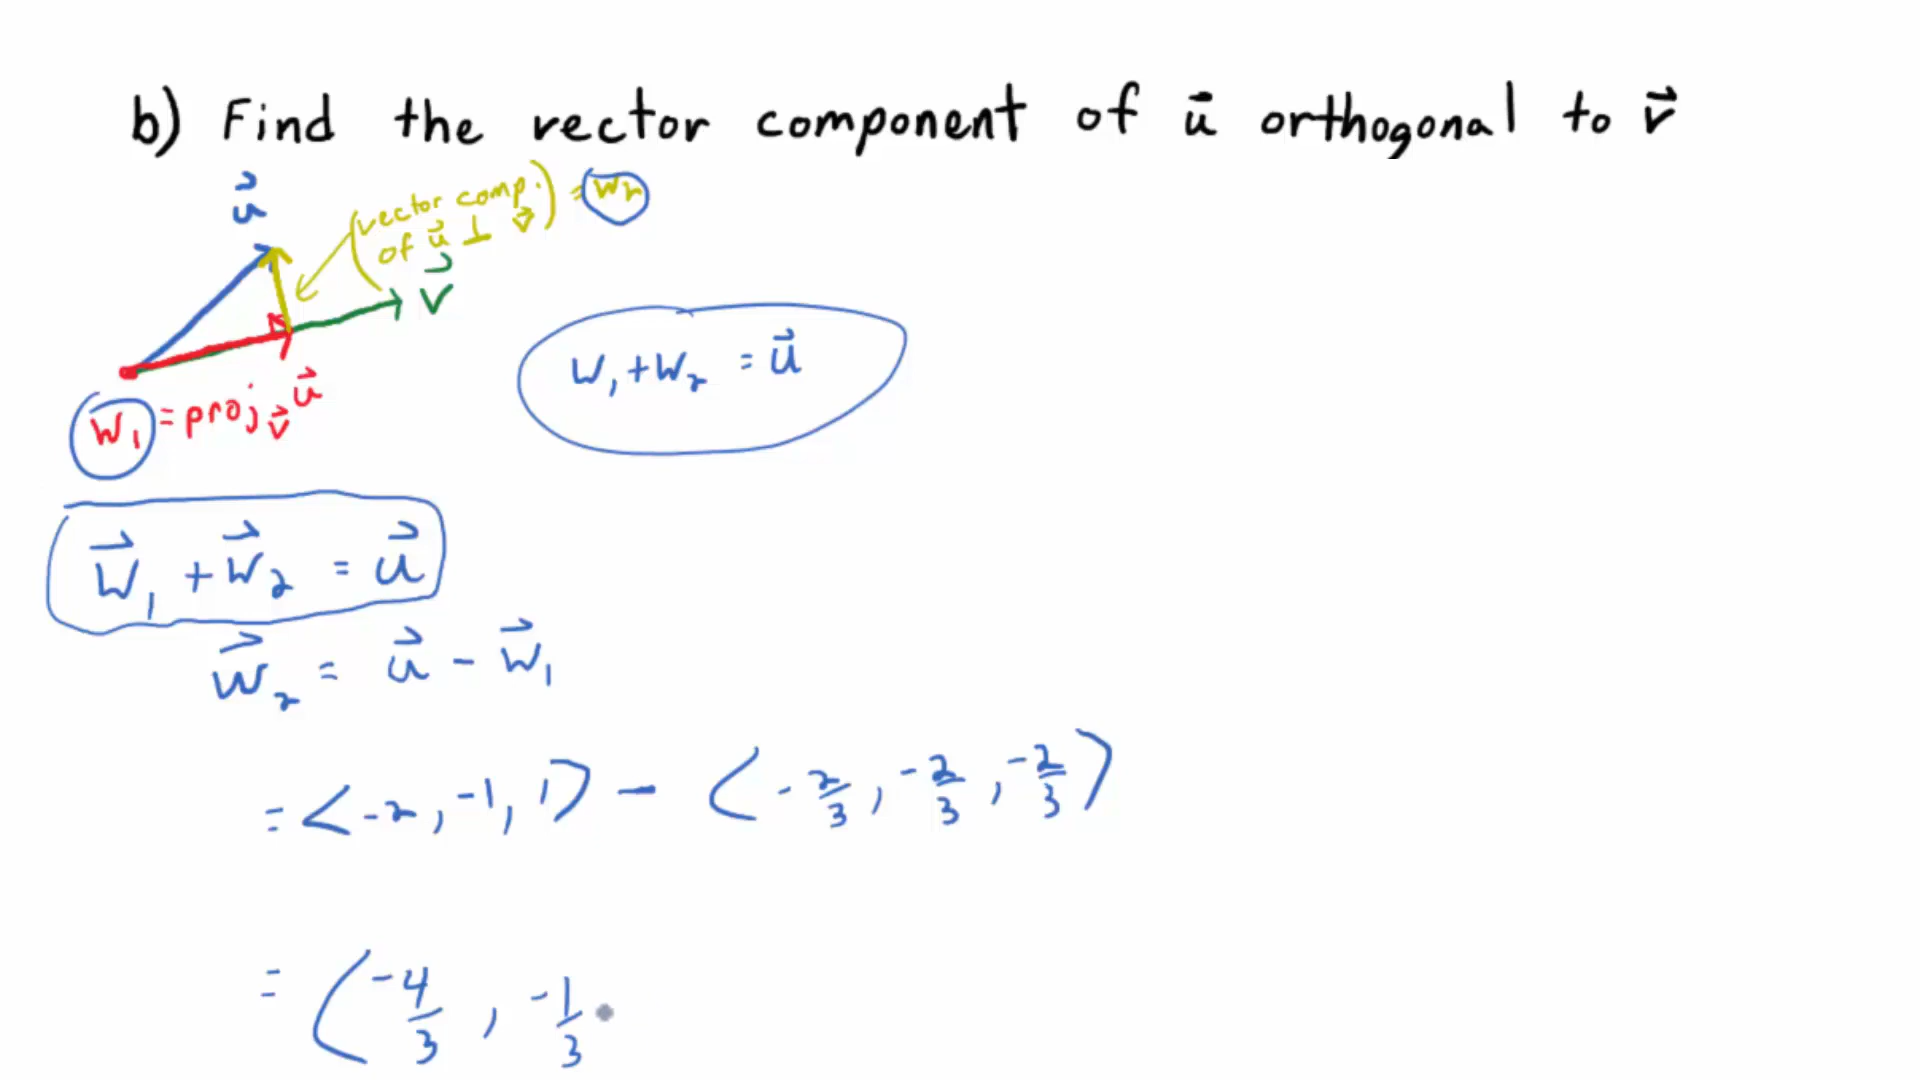 b) Find the vector component of u⃗ orthogonal to v⃗
u⃗
(vector comp. of u⃗ ⊥ v⃗) = w₂
v⃗
w₁ + w₂ = u⃗
w₁ = proj_v⃗ u⃗
w⃗₁ + w⃗₂ = u⃗
w⃗₂ = u⃗ - w⃗₁
= <-2, -1, 1> - <-2/3, -2/3, -2/3>
= <-4/3, -1/3